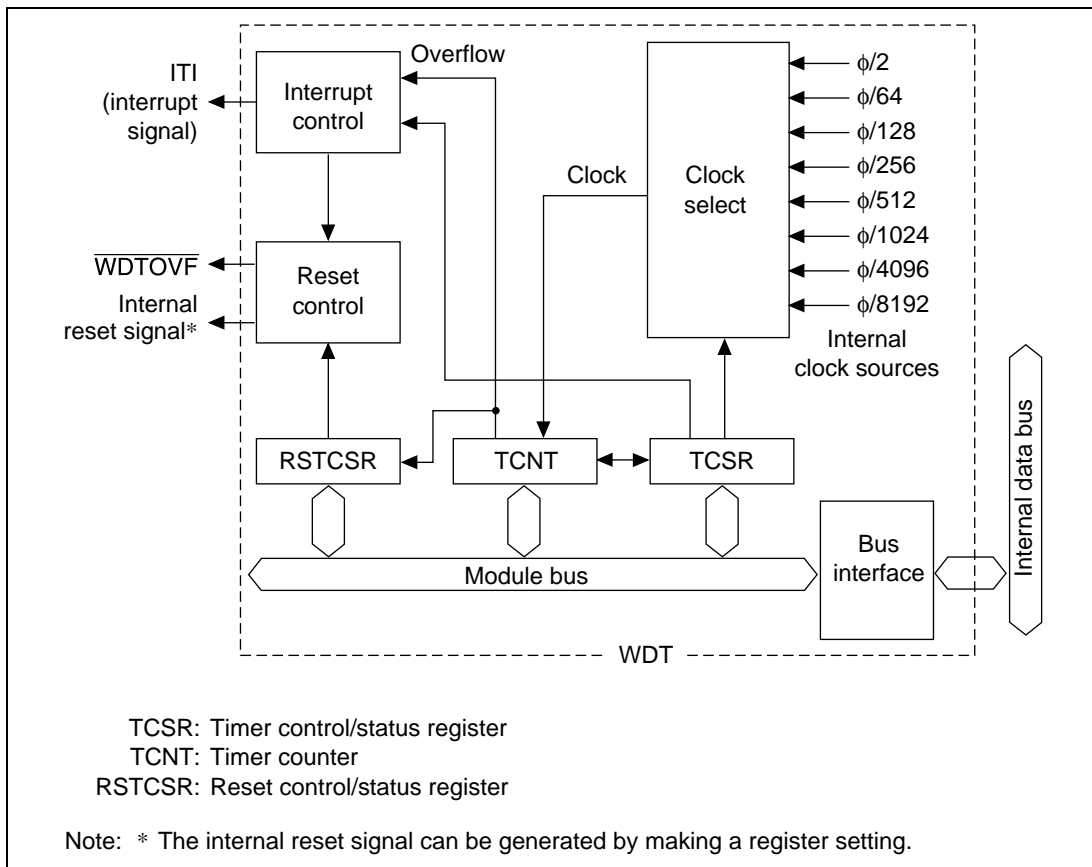 Overflow
ITI
(interrupt
signal)
Interrupt
control
ϕ/2
ϕ/64
ϕ/128
ϕ/256
ϕ/512
ϕ/1024
ϕ/4096
ϕ/8192
Clock
Clock
select
WDTOVF
Internal
reset signal*
Reset
control
Internal
clock sources
RSTCSR
TCNT
TCSR
Internal data bus
Bus
interface
Module bus
WDT
TCSR: Timer control/status register
TCNT: Timer counter
RSTCSR: Reset control/status register
Note: * The internal reset signal can be generated by making a register setting.